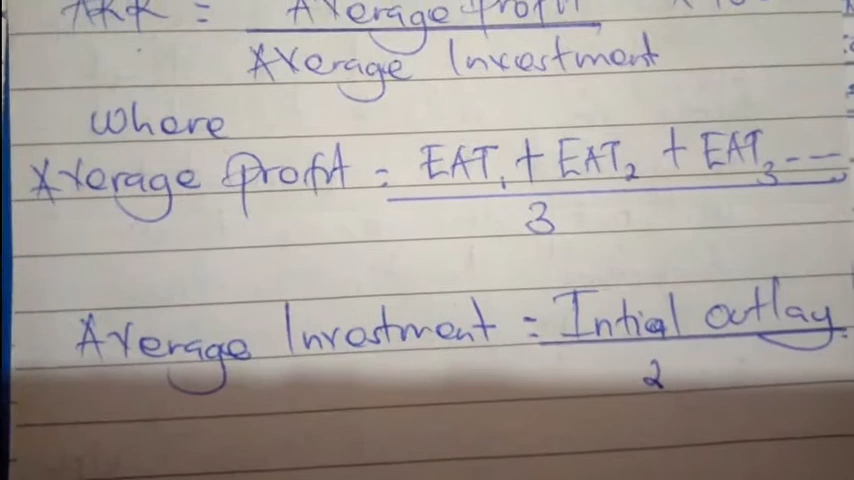 ARR = Average Profit
Average Investment
where
Average Profit = EAT1 + EAT2 + EAT3 ---
3
Average Investment = Intial outlay
2